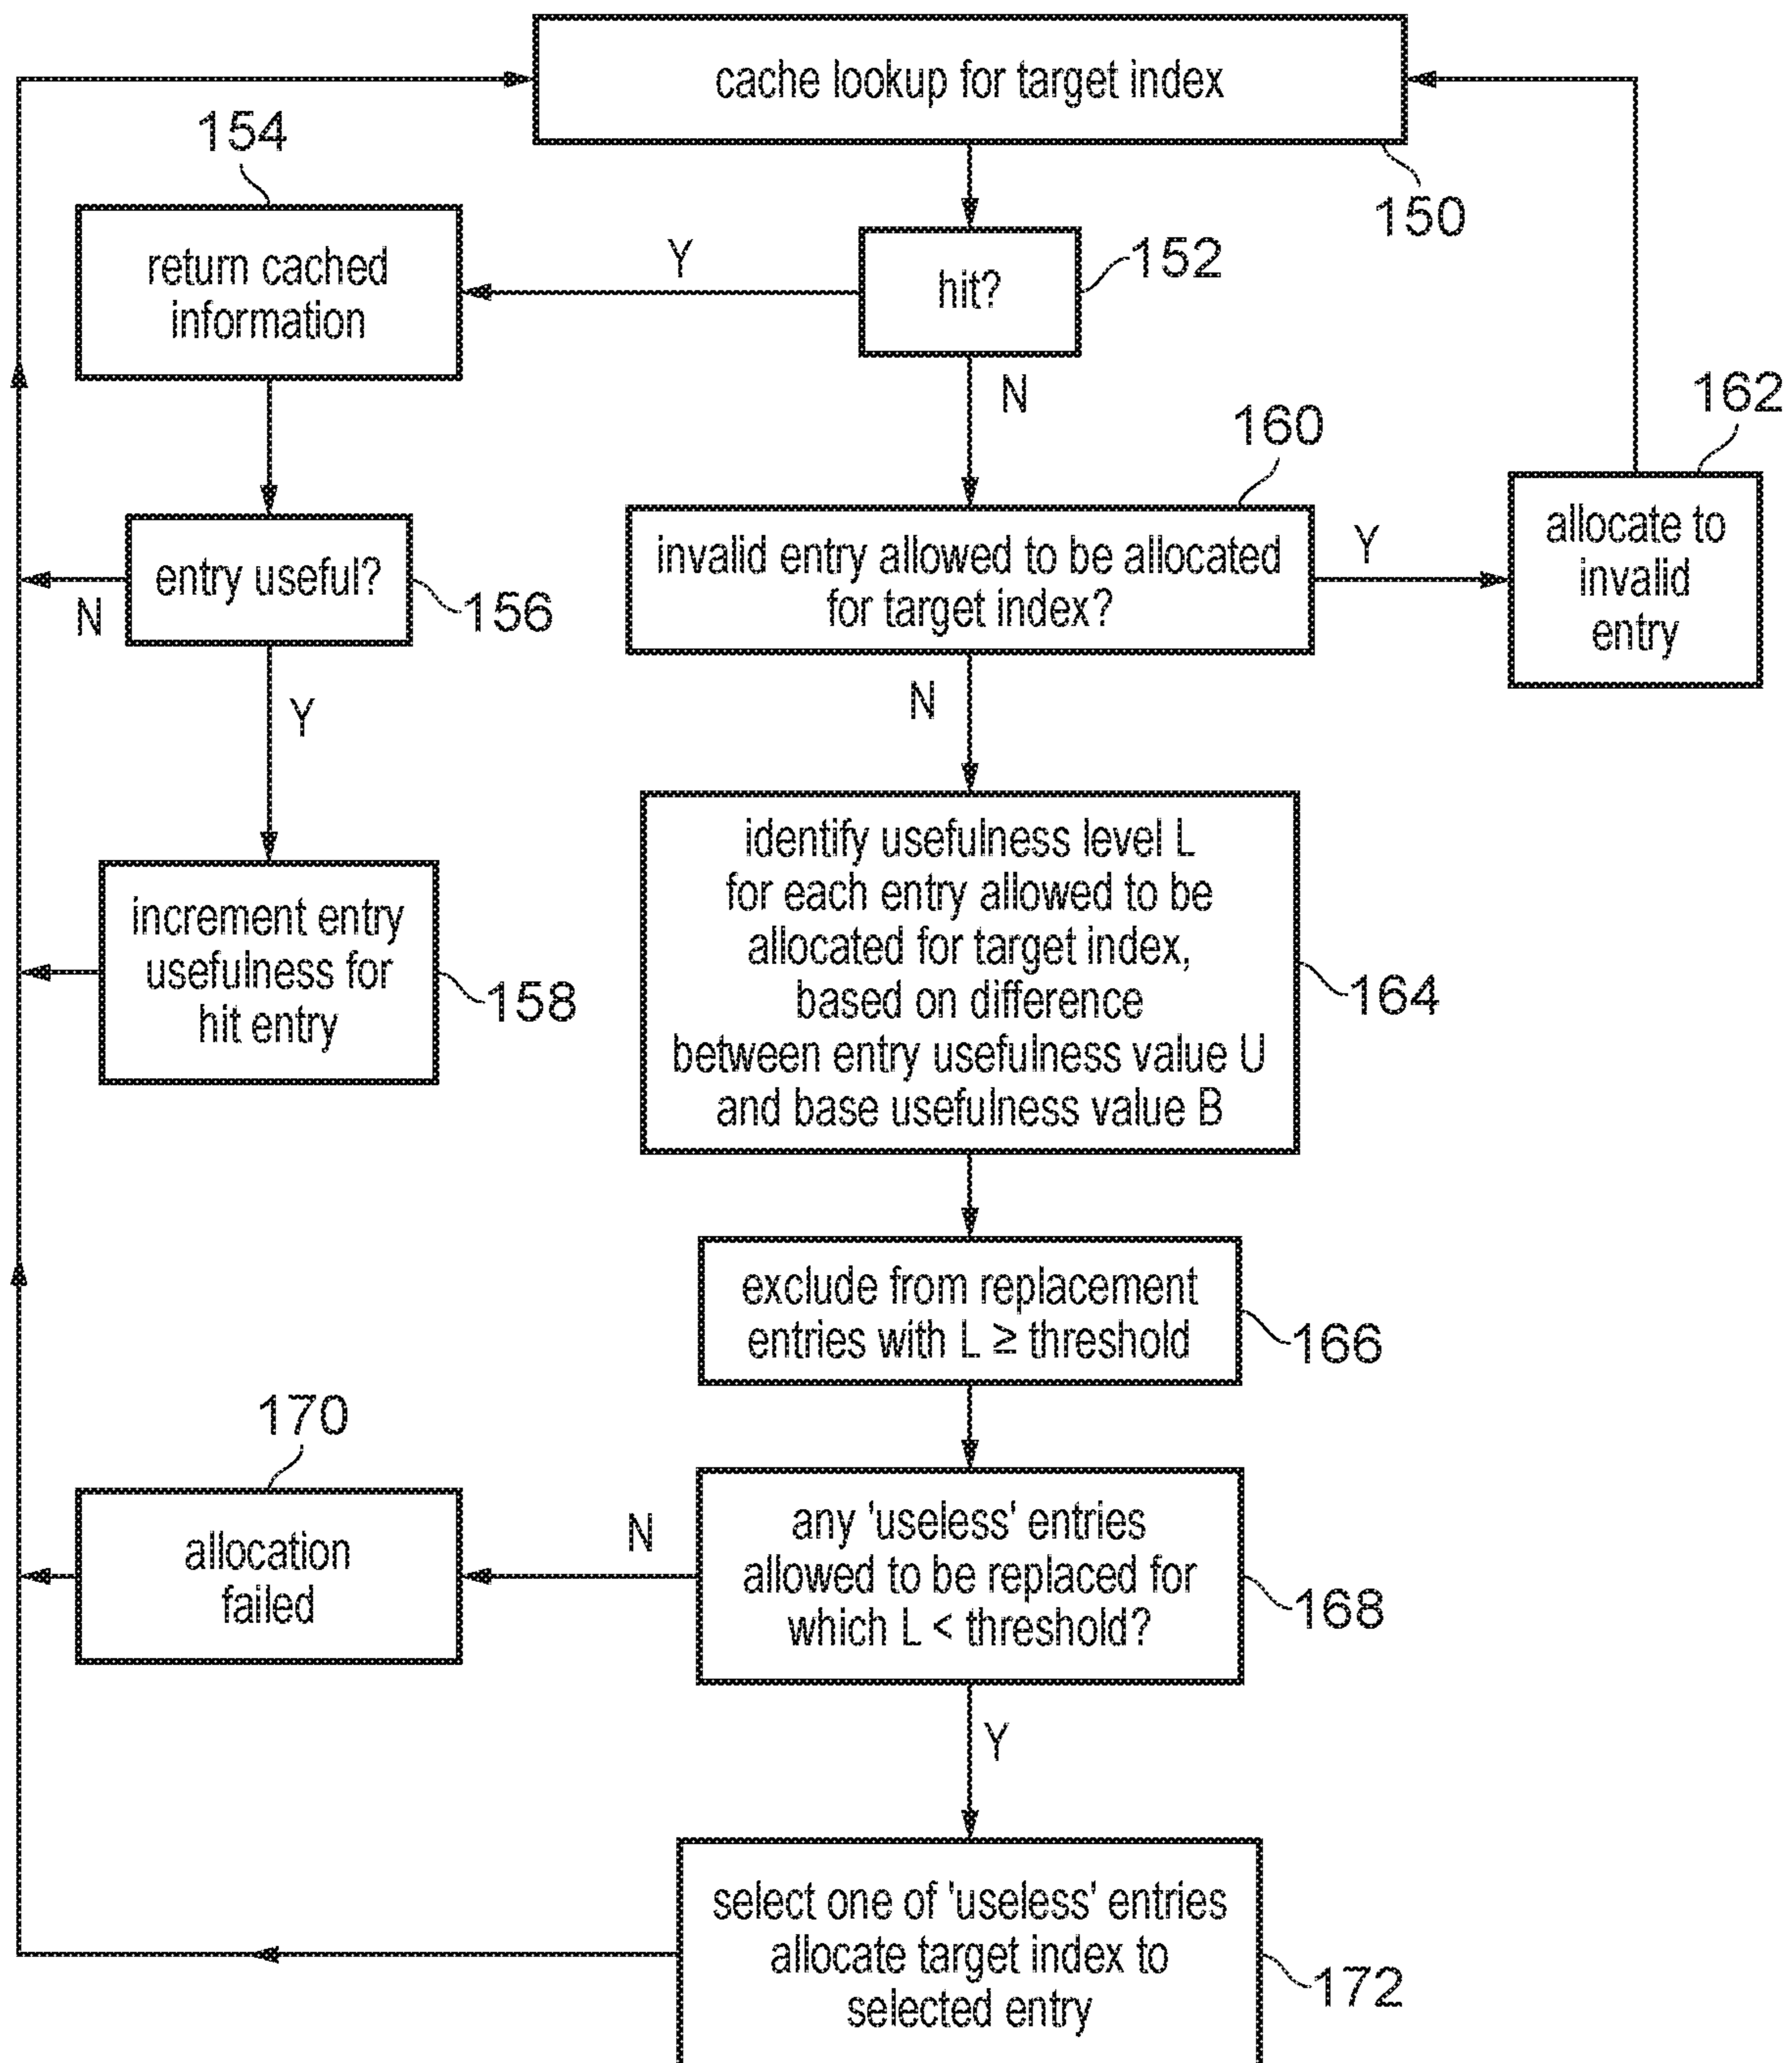 cache lookup for target index
150
154
return cached
information
Y
hit?
152
N
160
162
invalid entry allowed to be allocated
for target index?
Y
allocate to
invalid
entry
entry useful?
156
N
Y
N
identify usefulness level L
for each entry allowed to be
allocated for target index,
based on difference
between entry usefulness value U
and base usefulness value B
164
increment entry
usefulness for
hit entry
158
exclude from replacement
entries with L ≥ threshold
166
170
allocation
failed
N
any 'useless' entries
allowed to be replaced for
which L < threshold?
168
Y
select one of 'useless' entries
allocate target index to
selected entry
172